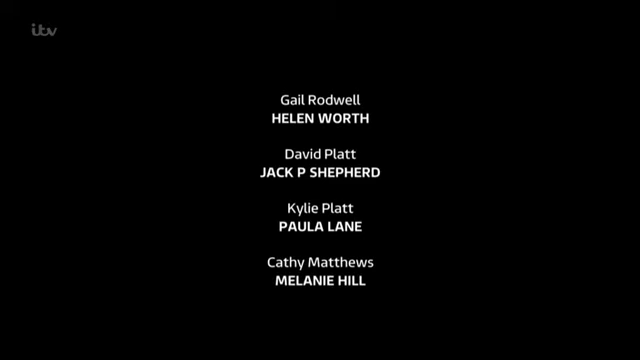 itv
Gail Rodwell
HELEN WORTH
David Platt
JACK P SHEPHERD
Kylie Platt
PAULA LANE
Cathy Matthews
MELANIE HILL